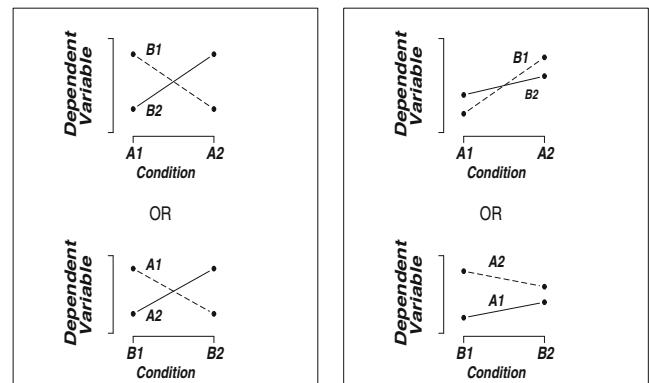 Dependent
Variable
B1
B2
A1 A2
Condition
OR
Dependent
Variable
A1
A2
B1 B2
Condition
Dependent
Variable
B1
B2
A1 A2
Condition
OR
Dependent
Variable
A2
A1
B1 B2
Condition